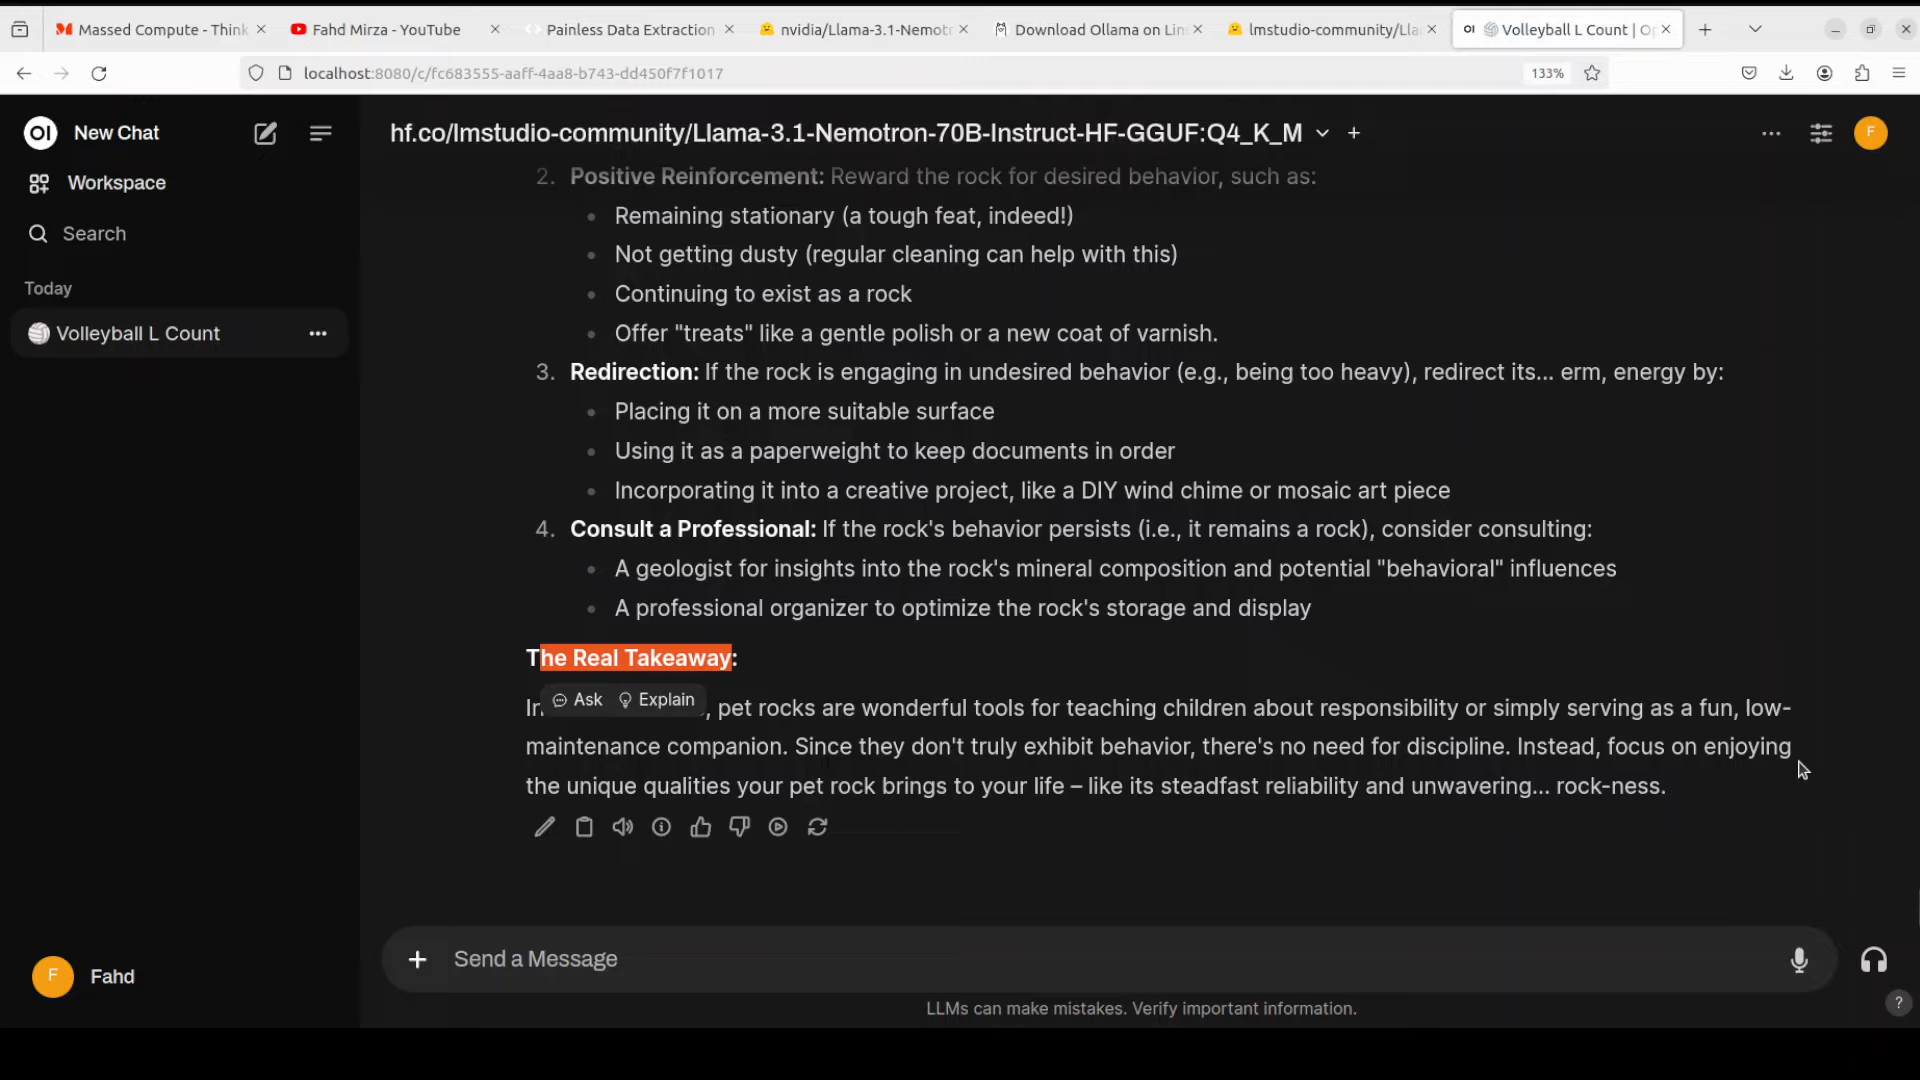 Massed Compute - Think
Fahd Mirza - YouTube
Painless Data Extraction
nvidia/Llama-3.1-Nemotr
Download Ollama on Lin
lmstudio-community/Lla
OI Volleyball L Count | Op
localhost:8080/c/fc683555-aaff-4aa8-b743-dd450f7f1017
133%
OI New Chat
hf.co/lmstudio-community/Llama-3.1-Nemotron-70B-Instruct-HF-GGUF:Q4_K_M
F
Workspace
Search
Today
Volleyball L Count
2. Positive Reinforcement: Reward the rock for desired behavior, such as:
• Remaining stationary (a tough feat, indeed!)
• Not getting dusty (regular cleaning can help with this)
• Continuing to exist as a rock
• Offer "treats" like a gentle polish or a new coat of varnish.
3. Redirection: If the rock is engaging in undesired behavior (e.g., being too heavy), redirect its... erm, energy by:
• Placing it on a more suitable surface
• Using it as a paperweight to keep documents in order
• Incorporating it into a creative project, like a DIY wind chime or mosaic art piece
4. Consult a Professional: If the rock's behavior persists (i.e., it remains a rock), consider consulting:
• A geologist for insights into the rock's mineral composition and potential "behavioral" influences
• A professional organizer to optimize the rock's storage and display
The Real Takeaway:
Ask Explain
, pet rocks are wonderful tools for teaching children about responsibility or simply serving as a fun, low-
maintenance companion. Since they don't truly exhibit behavior, there's no need for discipline. Instead, focus on enjoying
the unique qualities your pet rock brings to your life – like its steadfast reliability and unwavering... rock-ness.
Send a Message
F Fahd
LLMs can make mistakes. Verify important information.
?